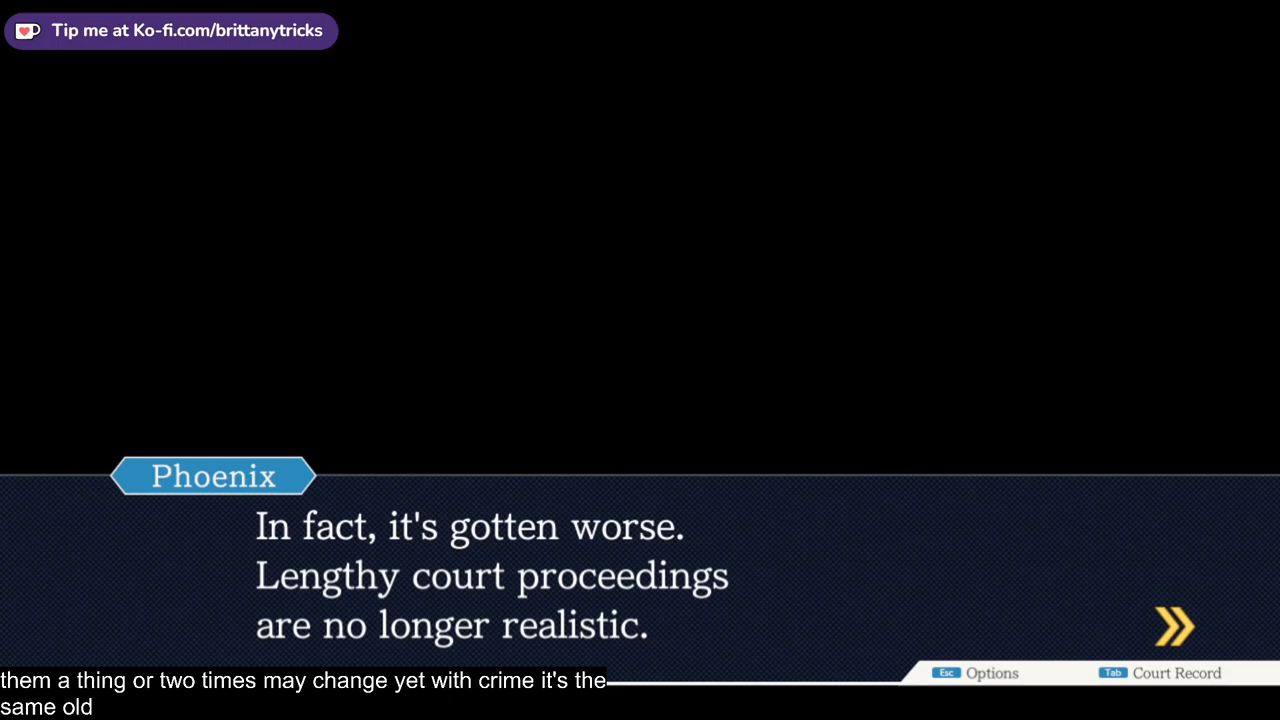 Tip me at Ko-fi.com/brittanytricks
Phoenix
In fact, it's gotten worse.
Lengthy court proceedings
are no longer realistic.
Esc Options Tab Court Record
them a thing or two times may change yet with crime it's the
same old